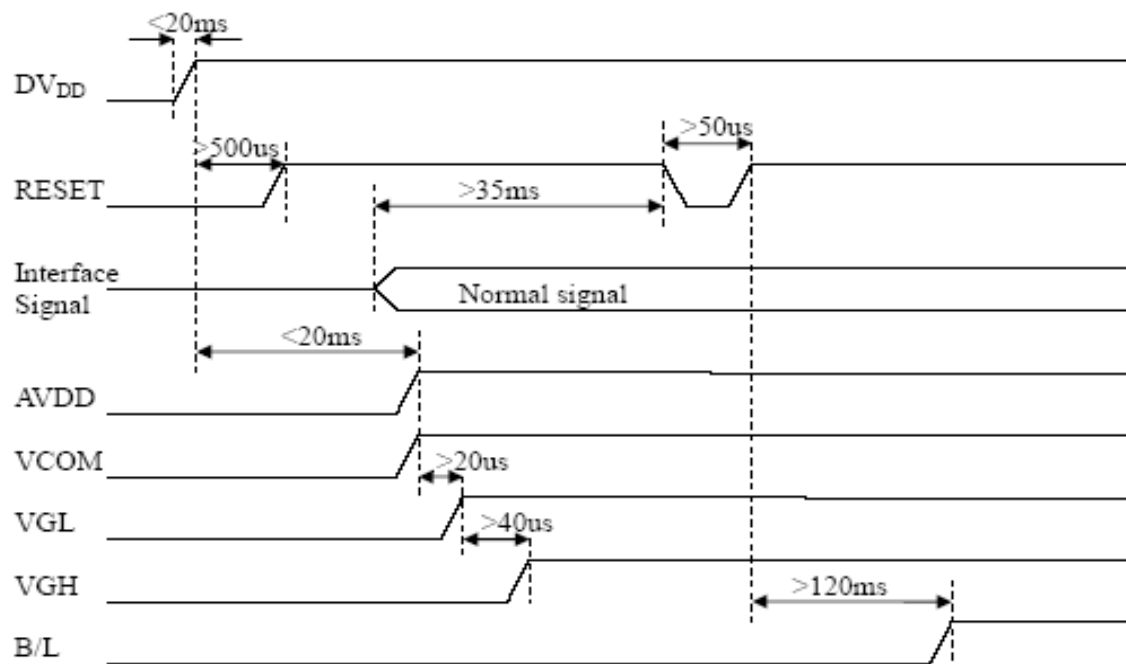 <20ms
DVDD
>500us
>50us
RESET
>35ms
Interface
Signal
Normal signal
<20ms
AVDD
VCOM
>20us
VGL
>40us
VGH
>120ms
B/L